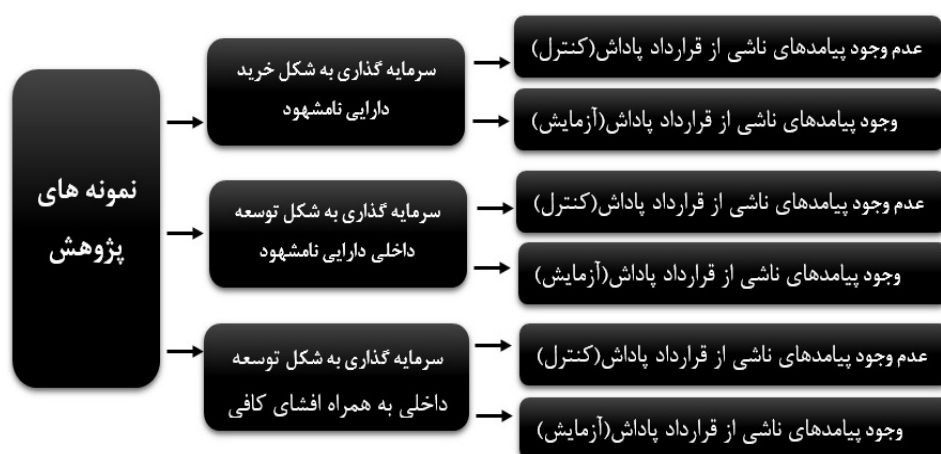 نمونه های
پژوهش
سرمایه گذاری به شکل خرید
دارایی نامشهود
عدم وجود پیامدهای ناشی از قرارداد پاداش(کنترل)
وجود پیامدهای ناشی از قرارداد پاداش(آزمایش)
سرمایه گذاری به شکل توسعه
داخلی دارایی نامشهود
عدم وجود پیامدهای ناشی از قرارداد پاداش(کنترل)
وجود پیامدهای ناشی از قرارداد پاداش(آزمایش)
سرمایه گذاری به شکل توسعه
داخلی به همراه افشای کافی
عدم وجود پیامدهای ناشی از قرارداد پاداش(کنترل)
وجود پیامدهای ناشی از قرارداد پاداش(آزمایش)